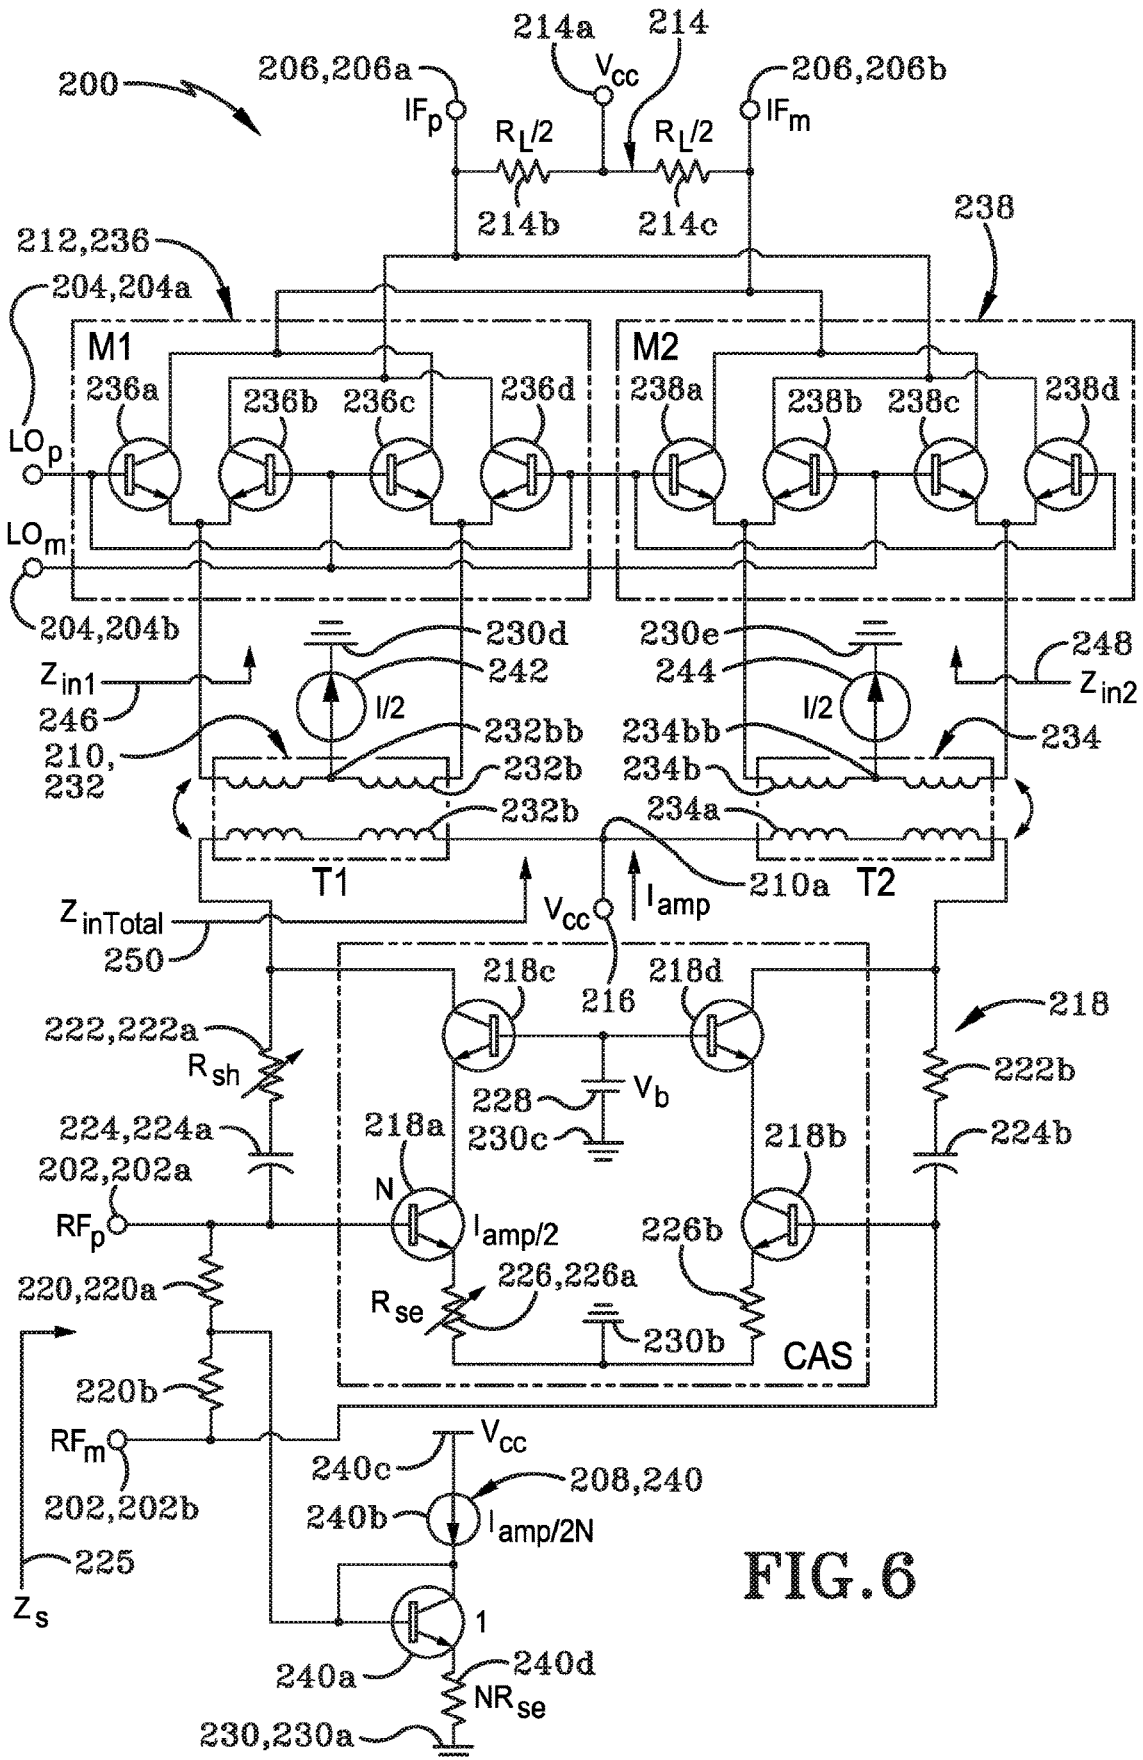 214a
214
206,206a
VCC
206,206b
200
IFp
IFm
RL/2
RL/2
214b
214c
238
212,236
204,204a
M1
M2
236a
236b
236c
236d
238a
238b
238c
238d
LOp
LOm
204,204b
230d
230e
242
244
248
Zin1
Zin2
246
I/2
I/2
210,
232
232bb
234bb
234
232b
234b
232b
234a
T1
T2
210a
ZinTotal
VCC
Iamp
250
218c
218d
216
218
222,222a
Rsh
222b
228
Vb
224,224a
218a
230c
218b
224b
202,202a
N
RFp
Iamp/2
226b
220,220a
226,226a
Rse
230b
CAS
220b
RFm
VCC
240c
208,240
202,202b
240b
Iamp/2N
225
FIG.6
Zs
1
240a
240d
NRse
230,230a